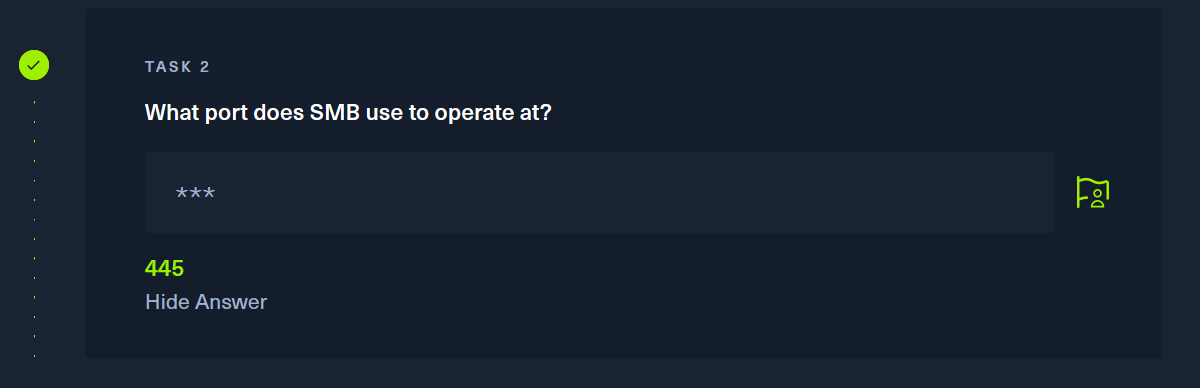 TASK 2
What port does SMB use to operate at?
***
445
Hide Answer